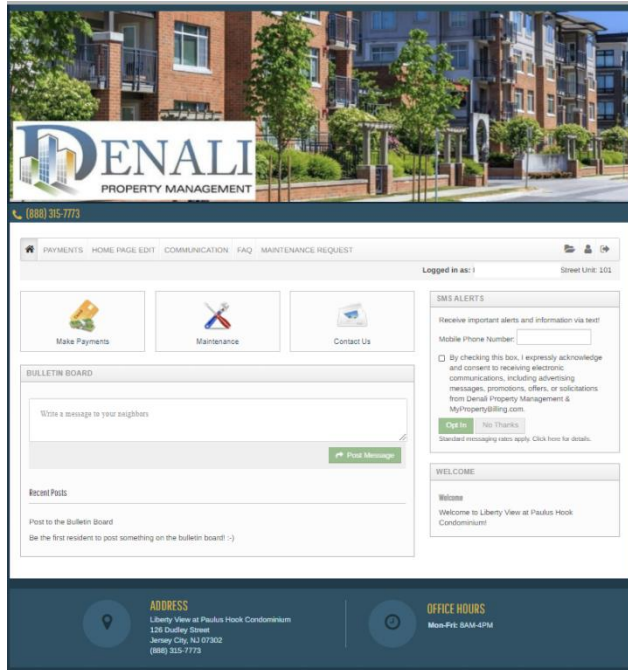 DENALI
PROPERTY MANAGEMENT
(888) 315-7773
PAYMENTS HOME PAGE EDIT COMMUNICATION FAQ MAINTENANCE REQUEST
Logged in as: Street Unit: 101
Make Payments
Maintenance
Contact Us
BULLETIN BOARD
Write a message to your neighbors
Post Message
Recent Posts
Post to the Bulletin Board
Be the first resident to post something on the bulletin board! :-)
SMS ALERTS
Receive important alerts and information via text!
Mobile Phone Number:
By checking this box, I expressly acknowledge
and consent to receiving electronic
communications, including advertising
messages, promotions, offers, or solicitations
from Denali Property Management &
MyPropertyBilling.com.
Opt In No Thanks
Standard messaging rates apply. Click here for details.
WELCOME
Welcome
Welcome to Liberty View at Paulus Hook
Condominium!
ADDRESS
Liberty View at Paulus Hook Condominium
126 Dudley Street
Jersey City, NJ 07302
(888) 315-7773
OFFICE HOURS
Mon-Fri: 8AM-4PM